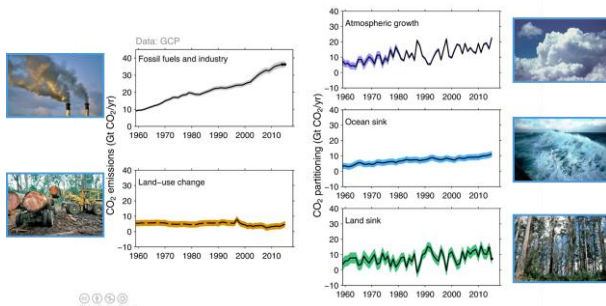 Data: GCP
Fossil fuels and industry
40
30
20
10
0
1960 1970 1980 1990 2000 2010
CO2 emissions (Gt CO2/yr)
Land-use change
40
30
20
10
0
-10
1960 1970 1980 1990 2000 2010
Atmospheric growth
40
30
20
10
0
-10
1960 1970 1980 1990 2000 2010
CO2 partitioning (Gt CO2/yr)
Ocean sink
40
30
20
10
0
-10
1960 1970 1980 1990 2000 2010
Land sink
40
30
20
10
0
-10
1960 1970 1980 1990 2000 2010